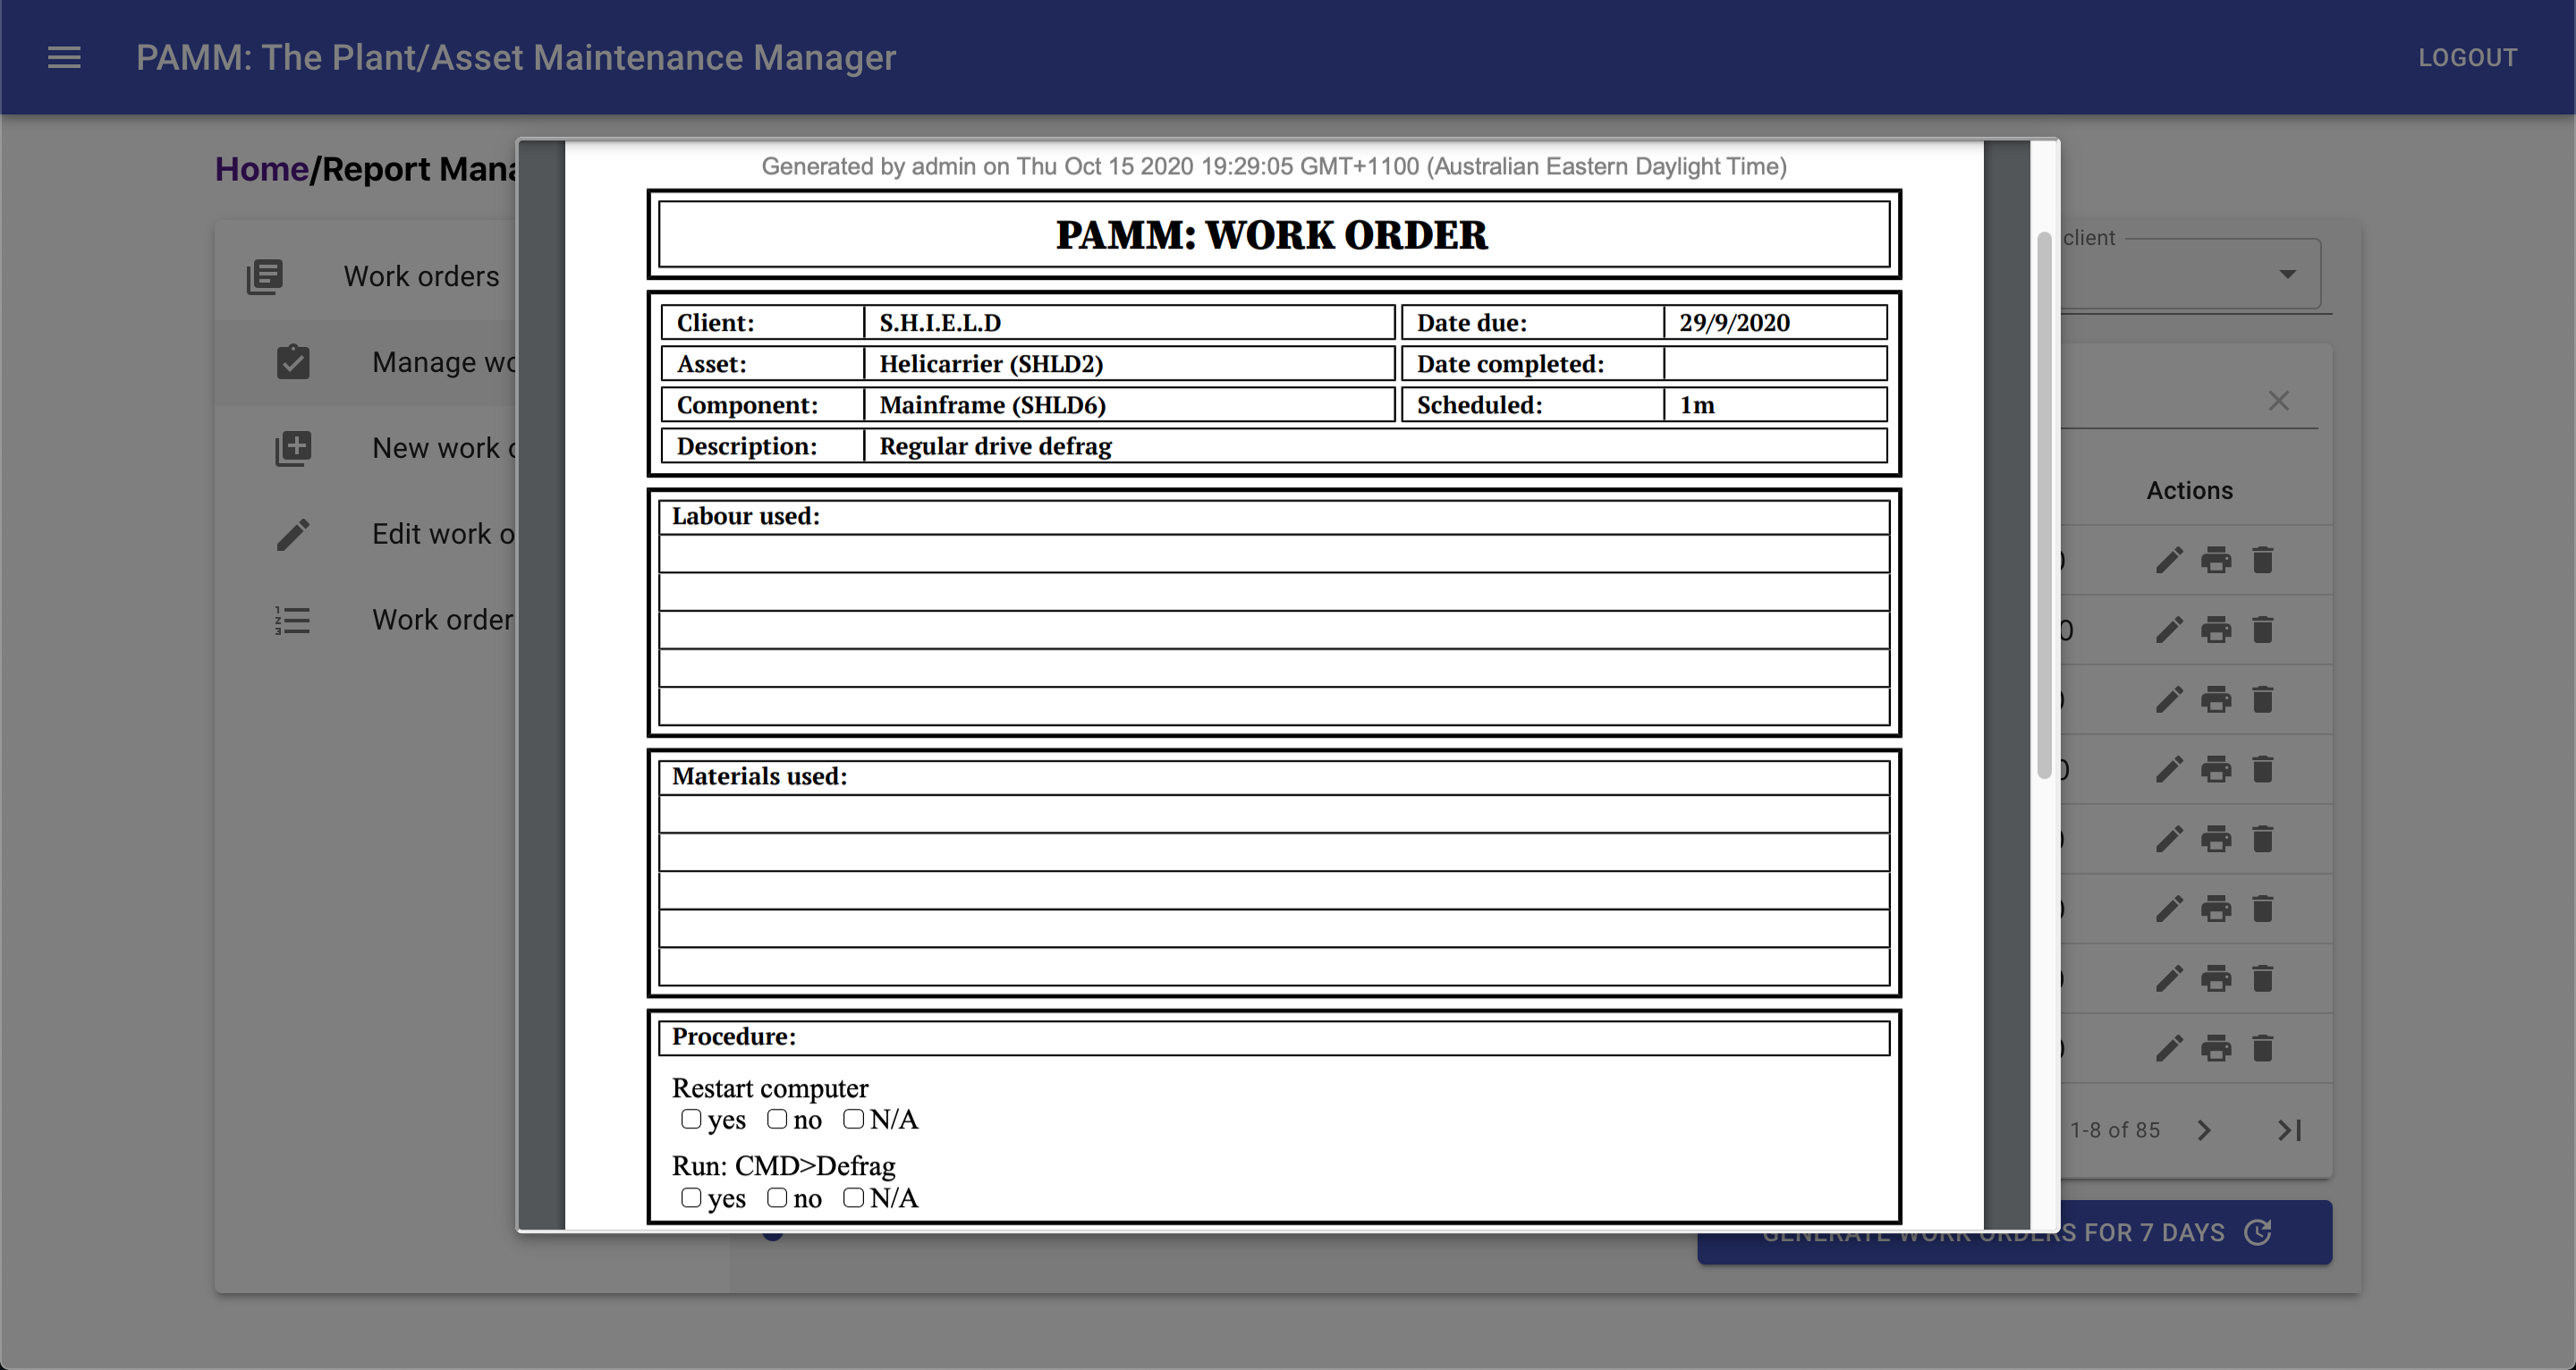 PAMM: The Plant/Asset Maintenance Manager
LOGOUT
Home/Report Mana
Work orders
Manage wo
New work o
Edit work o
Work order
Generated by admin on Thu Oct 15 2020 19:29:05 GMT+1100 (Australian Eastern Daylight Time)
PAMM: WORK ORDER
Client: S.H.I.E.L.D Date due: 29/9/2020
Asset: Helicarrier (SHLD2) Date completed:
Component: Mainframe (SHLD6) Scheduled: 1m
Description: Regular drive defrag
Labour used:
Materials used:
Procedure:
Restart computer
yes no N/A
Run: CMD>Defrag
yes no N/A
client
Actions
0
1-8 of 85
GENERATE WORK ORDERS FOR 7 DAYS